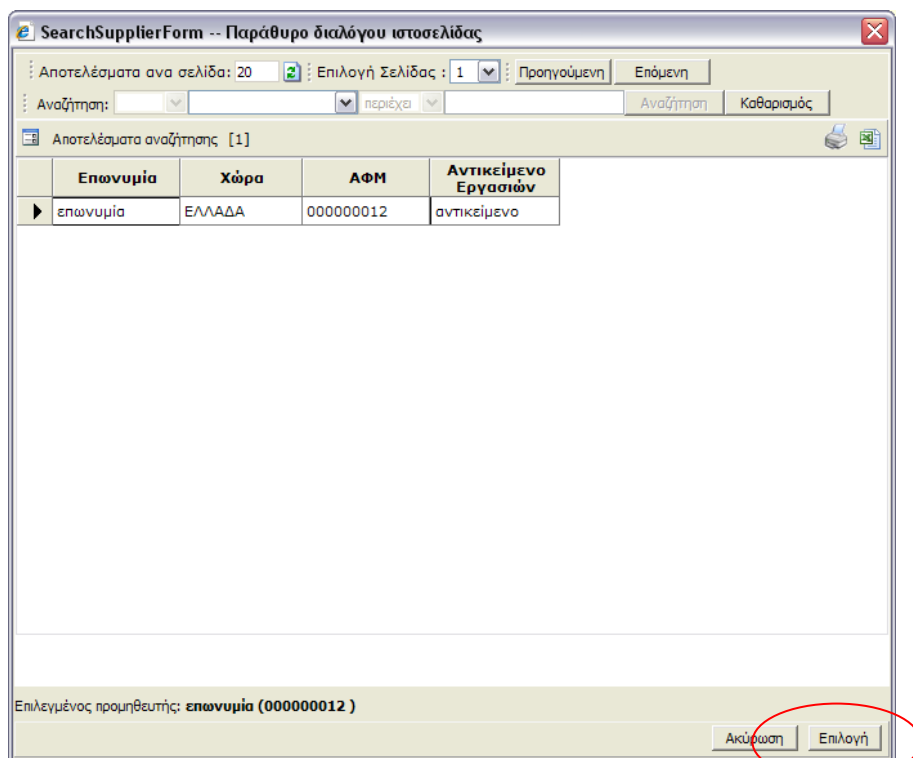 SearchSupplierForm -- Παράθυρο διαλόγου ιστοσελίδας
Αποτελέσματα ανα σελίδα: 20 Επιλογή Σελίδας : 1 Προηγούμενη Επόμενη
Αναζήτηση: περιέχει Αναζήτηση Καθαρισμός
Αποτελέσματα αναζήτησης [1]
Επωνυμία Χώρα ΑΦΜ Αντικείμενο
Εργασιών
επωνυμία ΕΛΛΑΔΑ 000000012 αντικείμενο
Επιλεγμένος προμηθευτής: επωνυμία (000000012 )
Ακύρωση Επιλογή